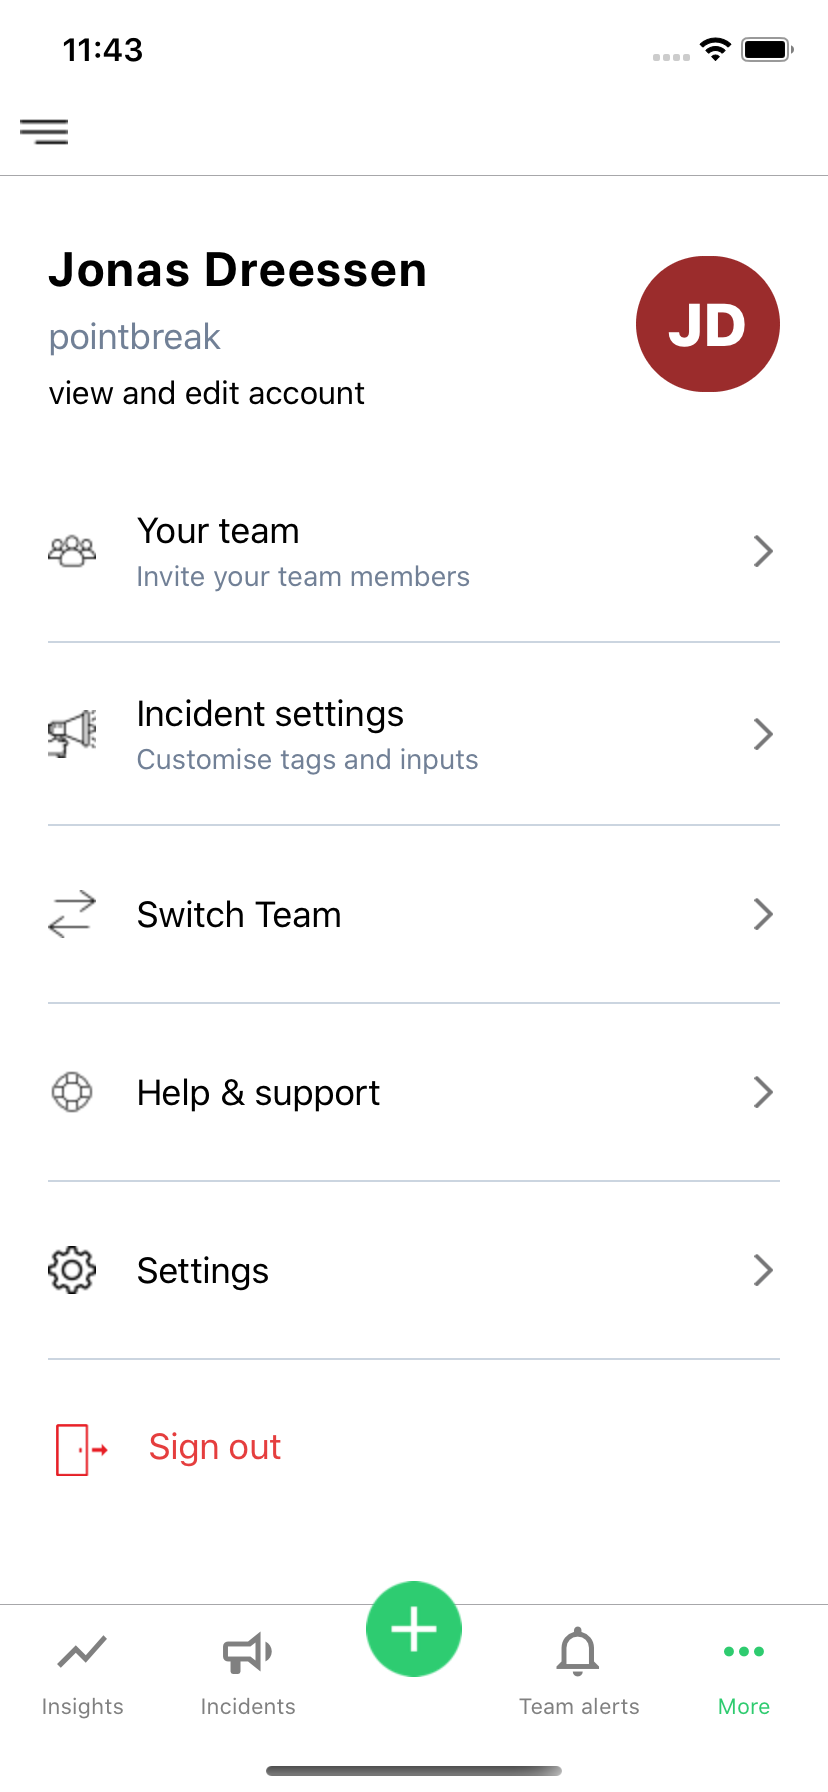 11:43
Jonas Dreessen
pointbreak
view and edit account
JD
Your team
Invite your team members
Incident settings
Customise tags and inputs
Switch Team
Help & support
Settings
Sign out
Insights
Incidents
Team alerts
More